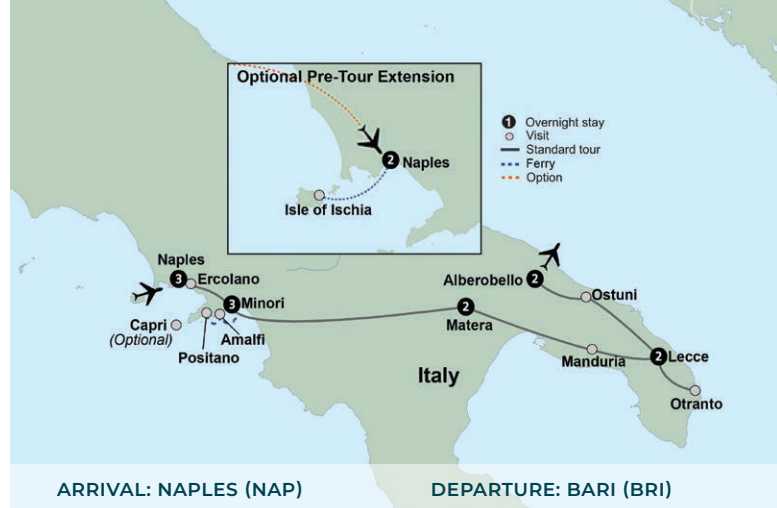 Optional Pre-Tour Extension
2 Naples
Isle of Ischia
1 Overnight stay
Visit
Standard tour
Ferry
Option
Naples
3 Ercolano
3 Minori
Capri
(Optional)
Positano
Amalfi
Alberobello 2
Ostuni
2
Matera
Manduria
2 Lecce
Otranto
Italy
ARRIVAL: NAPLES (NAP)
DEPARTURE: BARI (BRI)